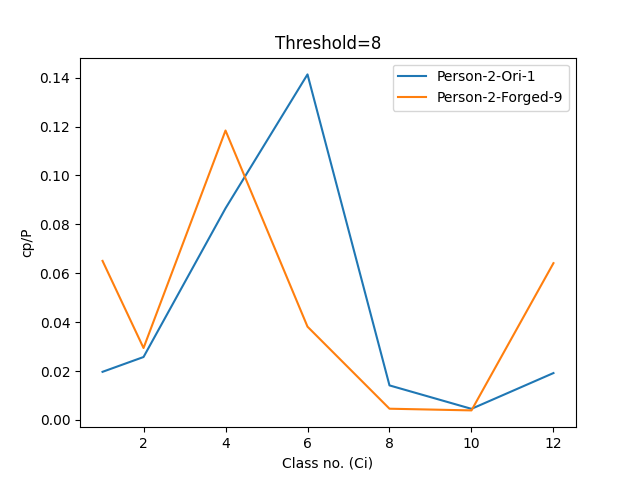 Threshold=8
Person-2-Ori-1
Person-2-Forged-9
0.14
0.12
0.10
0.08
0.06
0.04
0.02
0.00
cp/P
2 4 6 8 10 12
Class no. (Ci)